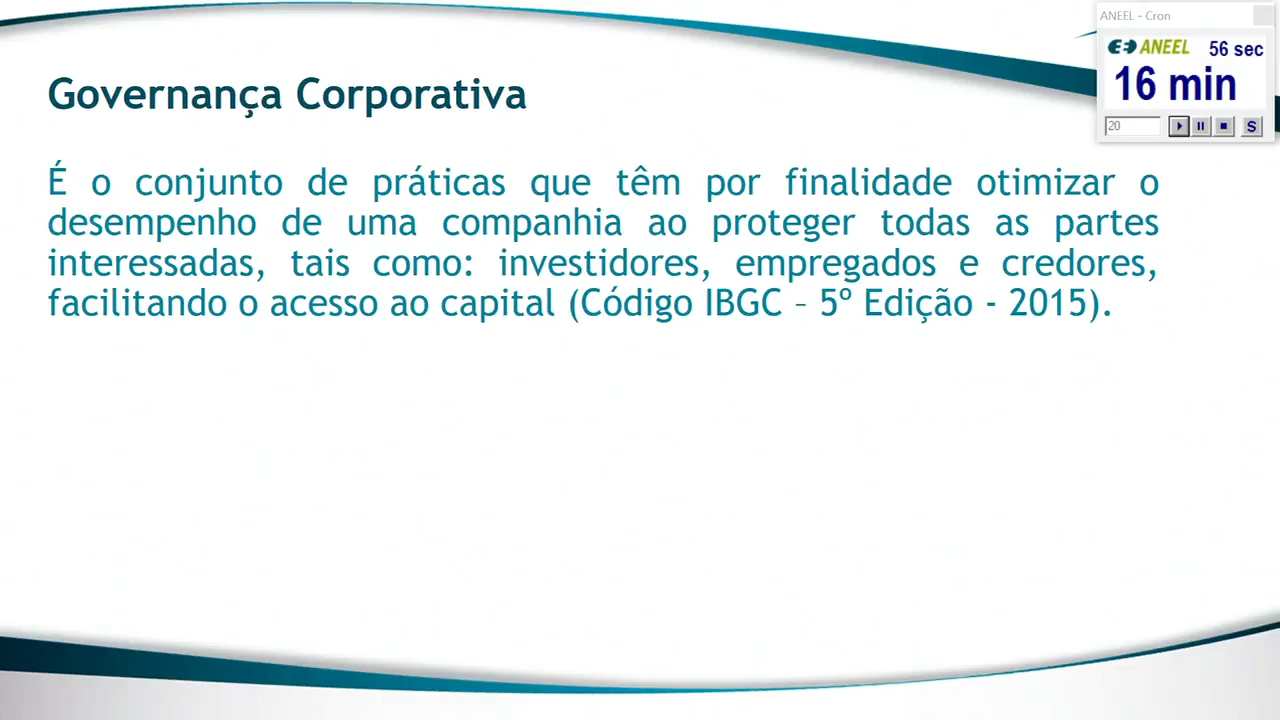 ANEEL - Cron
ANEEL 56 sec
16 min
20
S
Governança Corporativa
É o conjunto de práticas que têm por finalidade otimizar o
desempenho de uma companhia ao proteger todas as partes
interessadas, tais como: investidores, empregados e credores,
facilitando o acesso ao capital (Código IBGC – 5º Edição - 2015).